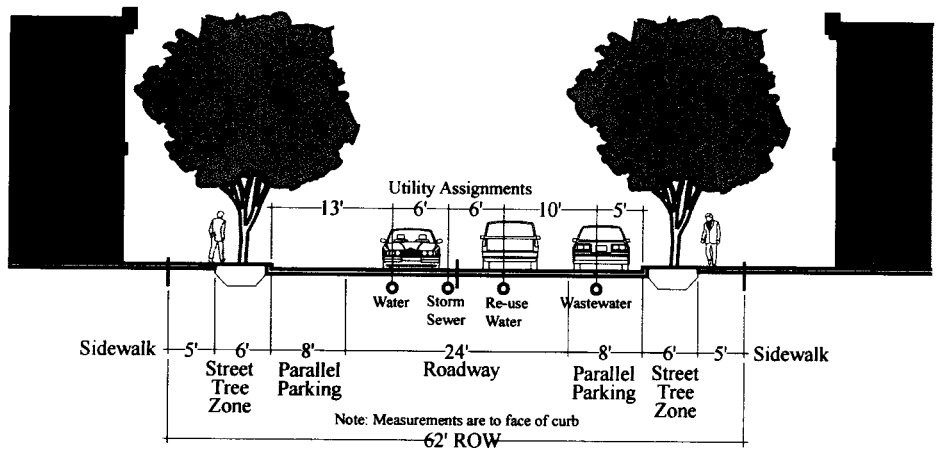 Utility Assignments
13' 6' 6' 10' 5'
Water
Storm
Sewer
Re-use
Water
Wastewater
Sidewalk 5' 6' 8' 24' 8' 6' 5' Sidewalk
Street
Tree
Zone
Parallel
Parking
Roadway
Parallel
Parking
Street
Tree
Zone
Note: Measurements are to face of curb
62' ROW